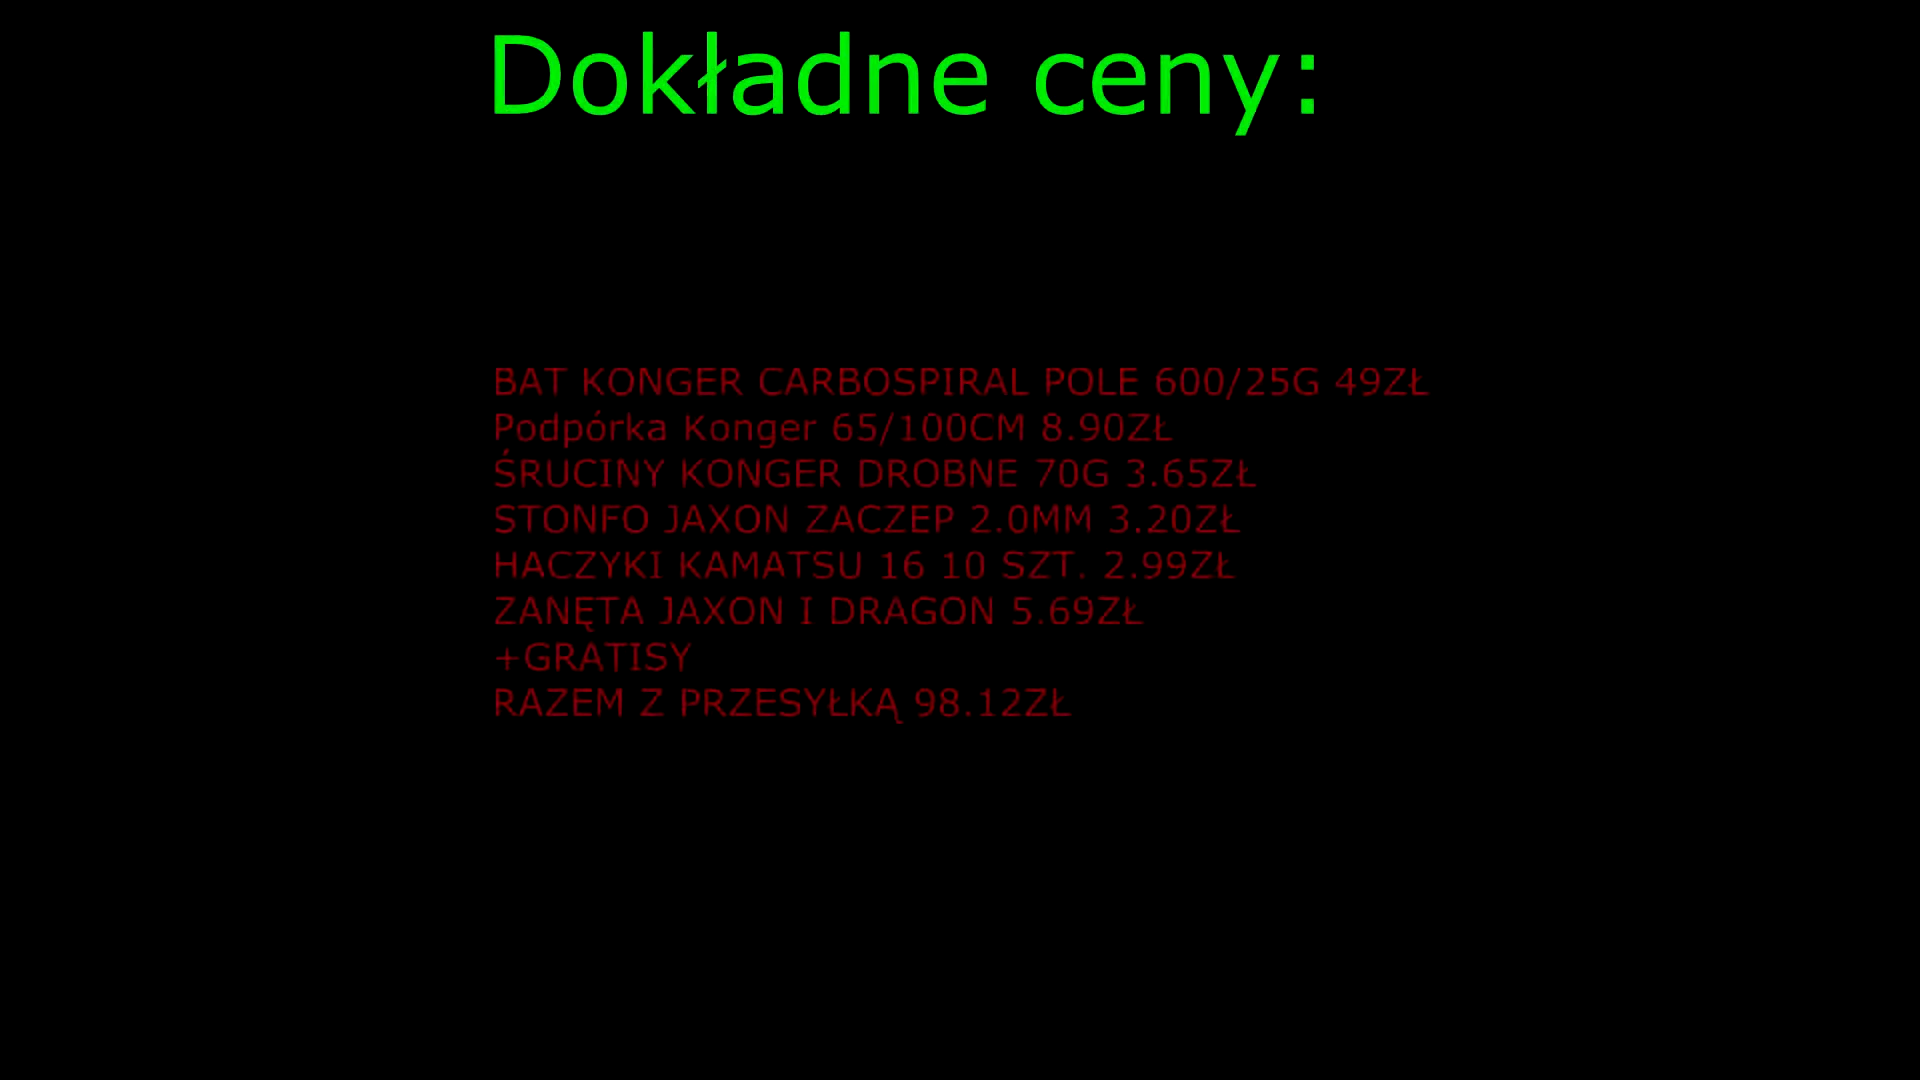 Dokładne ceny:
BAT KONGER CARBOSPIRAL POLE 600/25G 49ZŁ
Podpórka Konger 65/100CM 8.90ZŁ
ŚRUCINY KONGER DROBNE 70G 3.65ZŁ
STONFO JAXON ZACZEP 2.0MM 3.20ZŁ
HACZYKI KAMATSU 16 10 SZT. 2.99ZŁ
ZANĘTA JAXON I DRAGON 5.69ZŁ
+GRATISY
RAZEM Z PRZESYŁKĄ 98.12ZŁ